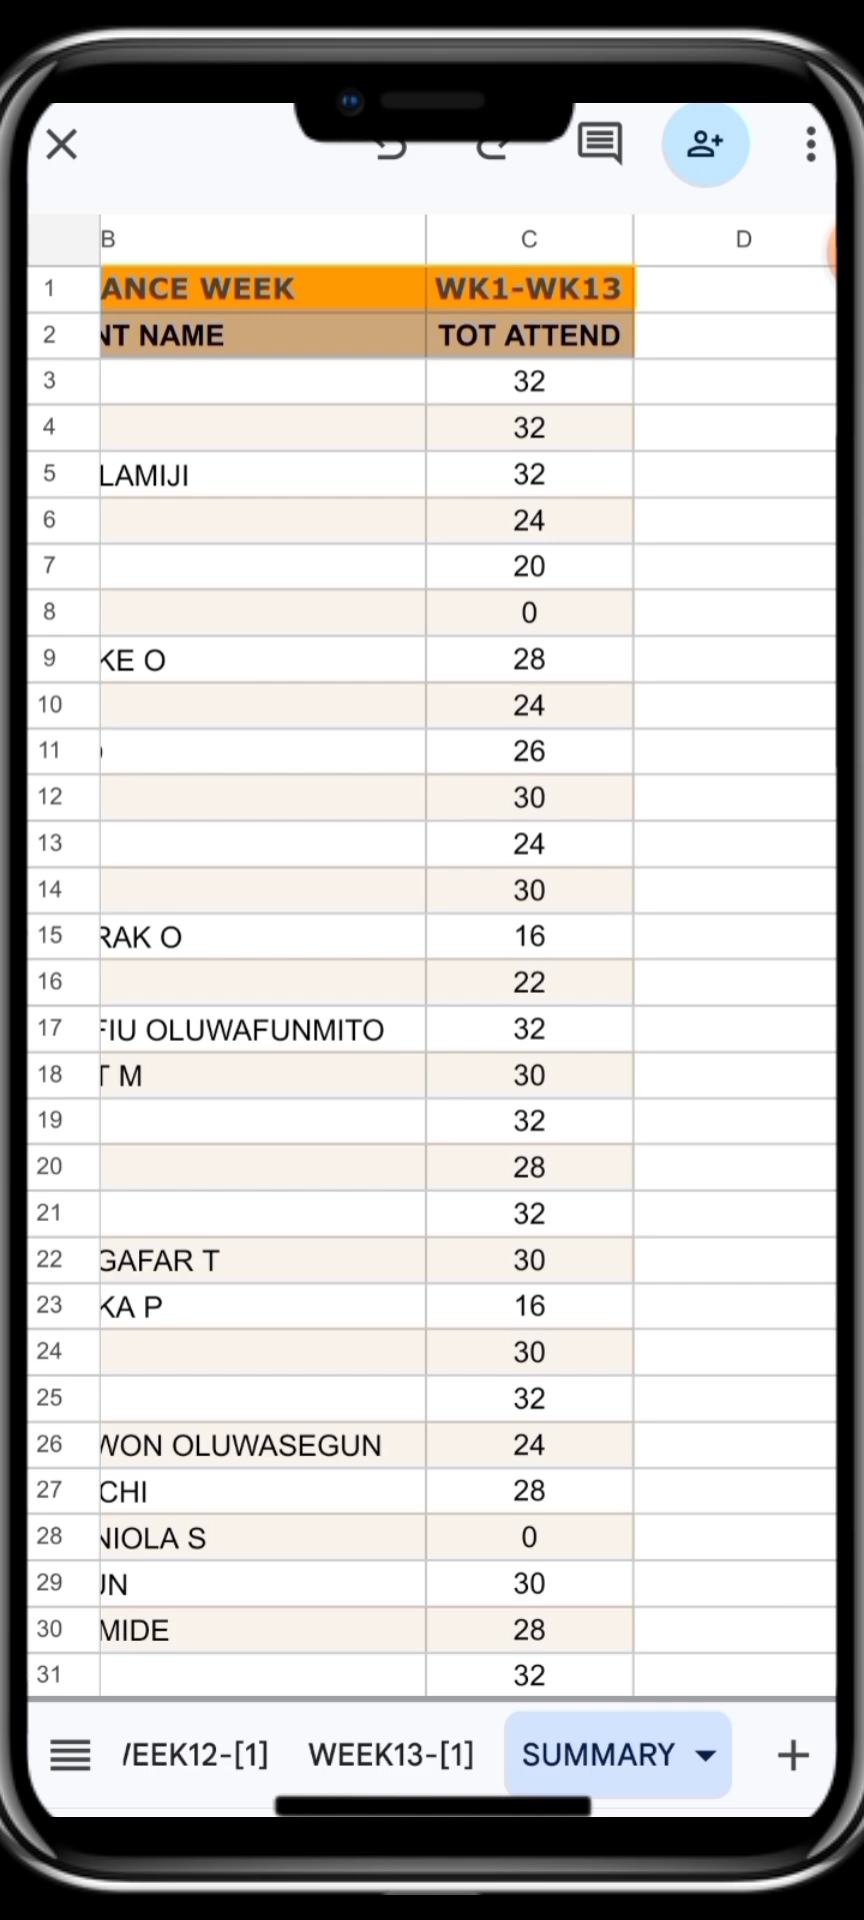 B C D
1 ANCE WEEK WK1-WK13
2 NT NAME TOT ATTEND
3 32
4 32
5 LAMIJI 32
6 24
7 20
8 0
9 KE O 28
10 24
11 26
12 30
13 24
14 30
15 RAK O 16
16 22
17 FIU OLUWAFUNMITO 32
18 T M 30
19 32
20 28
21 32
22 GAFAR T 30
23 KA P 16
24 30
25 32
26 WON OLUWASEGUN 24
27 CHI 28
28 NIOLA S 0
29 UN 30
30 MIDE 28
31 32
EEK12-[1] WEEK13-[1] SUMMARY